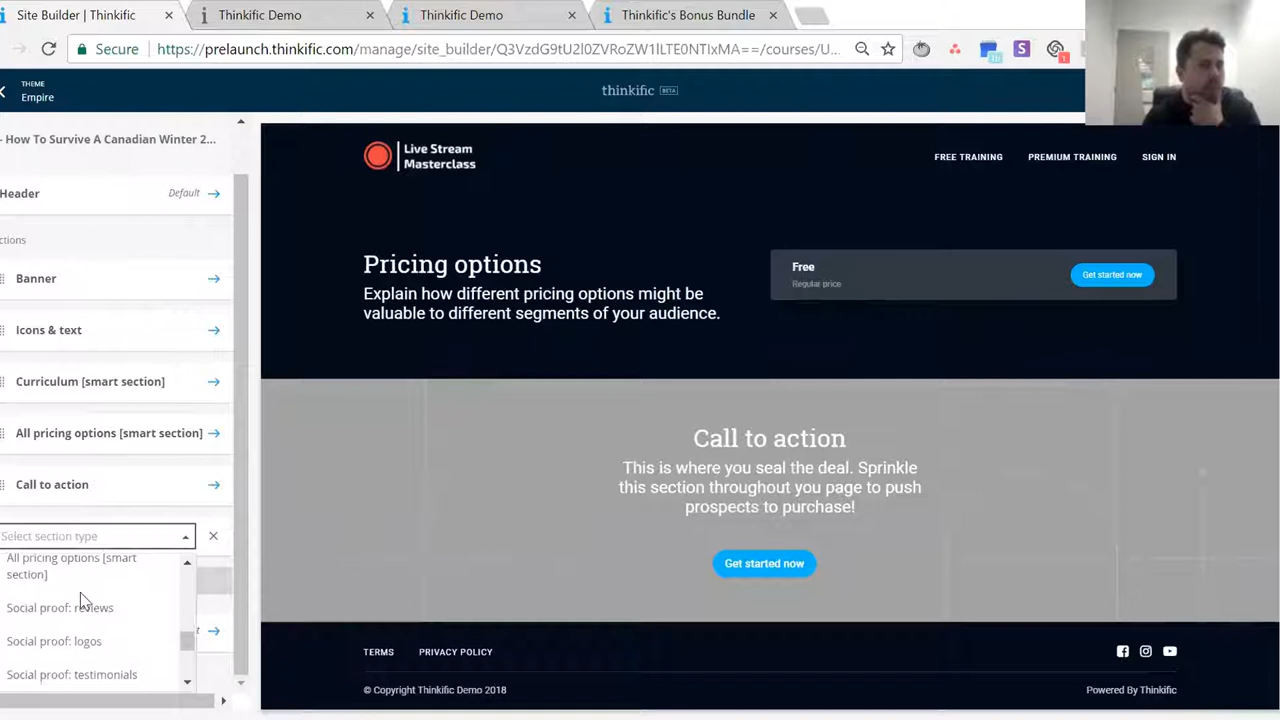 Site Builder | Thinkific
Thinkific Demo
Thinkific Demo
Thinkific's Bonus Bundle
Secure
https://prelaunch.thinkific.com/manage/site_builder/Q3VzdG9tU2l0ZVRoZW1lLTE0NTIxMA==/courses/U...
THEME
Empire
thinkific BETA
- How To Survive A Canadian Winter 2...
Header
Default
ctions
Banner
Icons & text
Curriculum [smart section]
All pricing options [smart section]
Call to action
Select section type
All pricing options [smart
section]
Social proof: reviews
Social proof: logos
Social proof: testimonials
Live Stream
Masterclass
FREE TRAINING
PREMIUM TRAINING
SIGN IN
Pricing options
Explain how different pricing options might be
valuable to different segments of your audience.
Free
Regular price
Get started now
Call to action
This is where you seal the deal. Sprinkle
this section throughout you page to push
prospects to purchase!
Get started now
TERMS
PRIVACY POLICY
© Copyright Thinkific Demo 2018
Powered By Thinkific